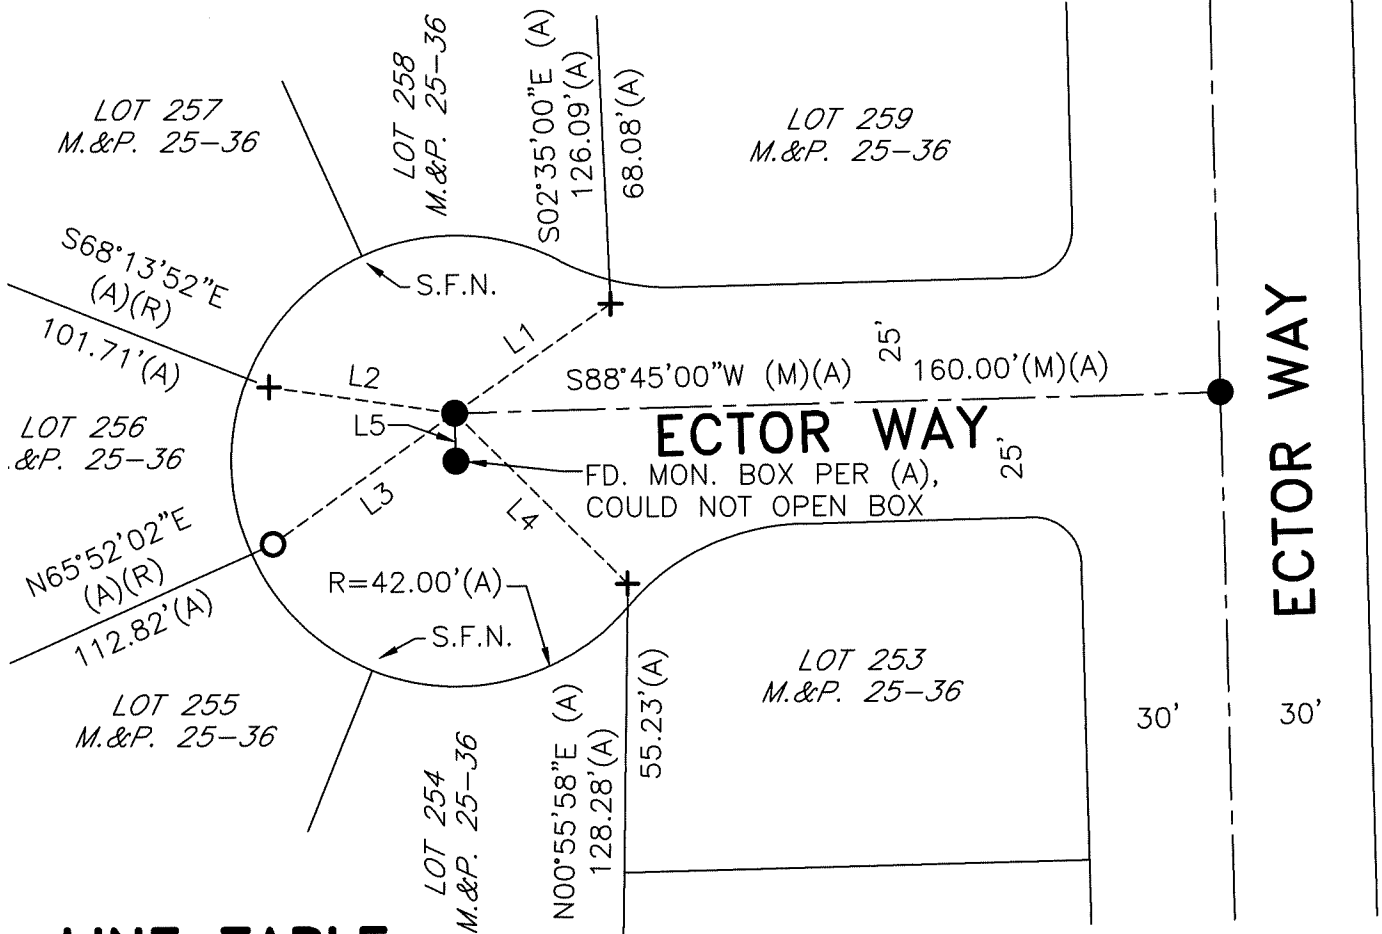 LOT 257
M.&P. 25-36
LOT 258
M.&P. 25-36
S02°35'00"E (A)
126.09'(A)
68.08'(A)
LOT 259
M.&P. 25-36
S68°13'52"E
(A)(R)
101.71'(A)
S.F.N.
L1
L2
L5
L3
L4
S88°45'00"W (M)(A)
160.00'(M)(A)
25'
25'
ECTOR WAY
ECTOR WAY
FD. MON. BOX PER (A),
COULD NOT OPEN BOX
LOT 256
.&P. 25-36
N65°52'02"E
(A)(R)
112.82'(A)
R=42.00'(A)
S.F.N.
LOT 255
M.&P. 25-36
LOT 254
M.&P. 25-36
N00°55'58"E (A)
128.28'(A)
55.23'(A)
LOT 253
M.&P. 25-36
30'
30'
LINE TABLE